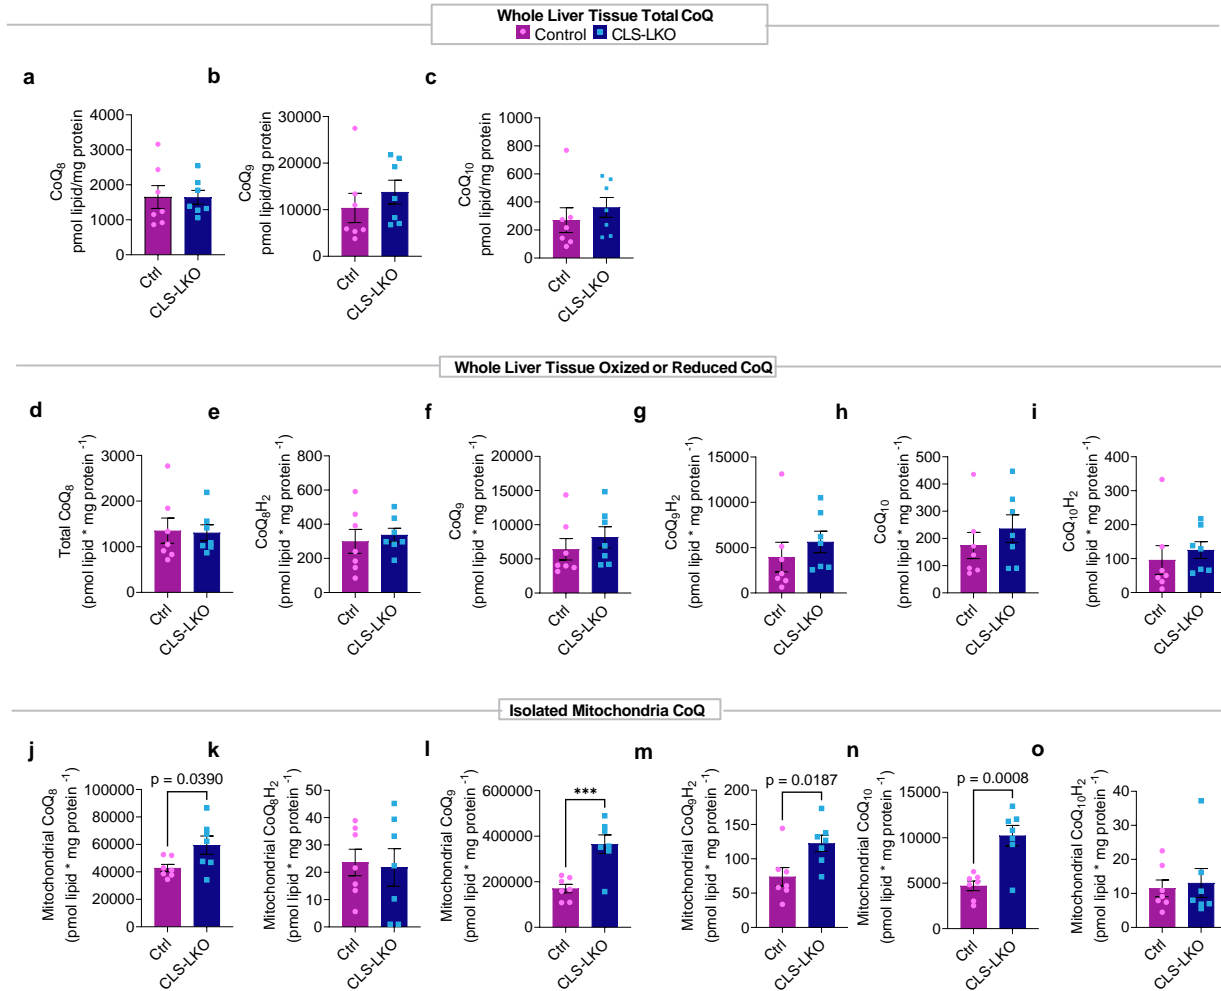 Whole Liver Tissue Total CoQ
Control CLS-LKO
a b c
CoQ8
pmol lipid/mg protein
4000
3000
2000
1000
0
Ctrl
CLS-LKO
CoQ9
pmol lipid/mg protein
30000
20000
10000
0
Ctrl
CLS-LKO
CoQ10
pmol lipid/mg protein
1000
800
600
400
200
0
Ctrl
CLS-LKO
Whole Liver Tissue Oxized or Reduced CoQ
d e f g h i
Total CoQ8
(pmol lipid * mg protein -1)
3000
2000
1000
0
Ctrl
CLS-LKO
CoQ8H2
(pmol lipid * mg protein -1)
800
600
400
200
0
Ctrl
CLS-LKO
CoQ9
(pmol lipid * mg protein -1)
20000
15000
10000
5000
0
Ctrl
CLS-LKO
CoQ9H2
(pmol lipid * mg protein -1)
15000
10000
5000
0
Ctrl
CLS-LKO
CoQ10
(pmol lipid * mg protein -1)
500
400
300
200
100
0
Ctrl
CLS-LKO
CoQ10H2
(pmol lipid * mg protein -1)
400
300
200
100
0
Ctrl
CLS-LKO
Isolated Mitochondria CoQ
j k l m n o
Mitochondrial CoQ8
(pmol lipid * mg protein -1)
p = 0.0390
100000
80000
60000
40000
20000
0
Ctrl
CLS-LKO
Mitochondrial CoQ8H2
(pmol lipid * mg protein -1)
50
40
30
20
10
0
Ctrl
CLS-LKO
Mitochondrial CoQ9
(pmol lipid * mg protein -1)
***
600000
400000
200000
0
Ctrl
CLS-LKO
Mitochondrial CoQ9H2
(pmol lipid * mg protein -1)
p = 0.0187
200
150
100
50
0
Ctrl
CLS-LKO
Mitochondrial CoQ10
(pmol lipid * mg protein -1)
p = 0.0008
15000
10000
5000
0
Ctrl
CLS-LKO
Mitochondrial CoQ10H2
(pmol lipid * mg protein -1)
40
30
20
10
0
Ctrl
CLS-LKO